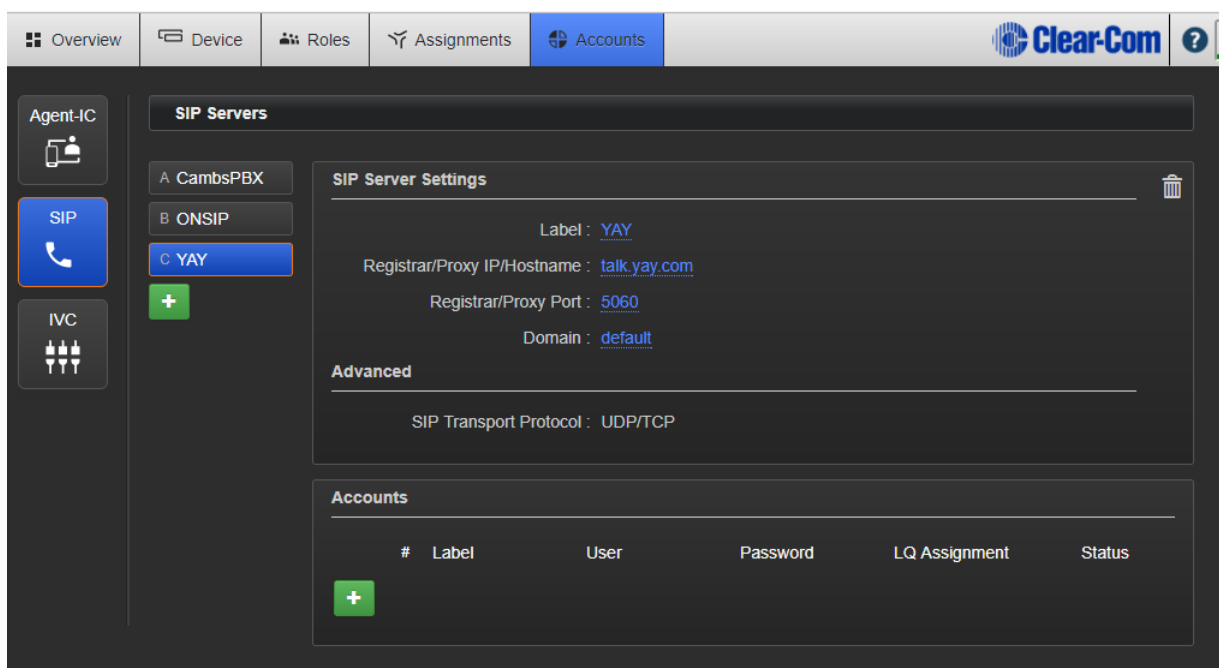 Overview Device Roles Assignments Accounts Clear-Com ?
Agent-IC
SIP
IVC
SIP Servers
A CambsPBX
B ONSIP
C YAY
+
SIP Server Settings
Label : YAY
Registrar/Proxy IP/Hostname : talk.yay.com
Registrar/Proxy Port : 5060
Domain : default
Advanced
SIP Transport Protocol : UDP/TCP
Accounts
# Label User Password LQ Assignment Status
+